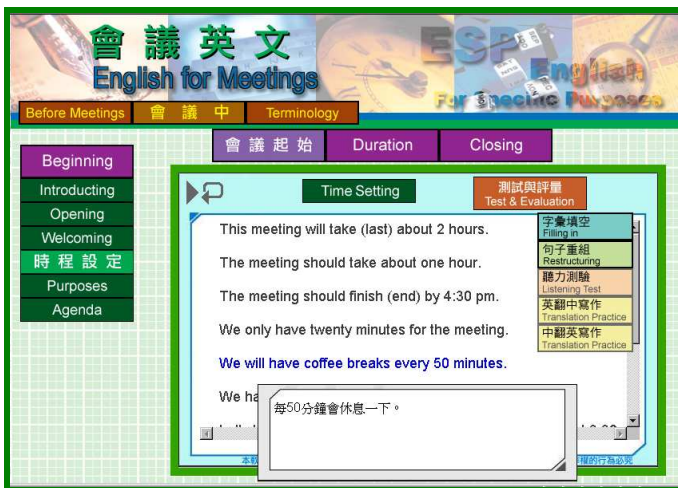 會議英文
English for Meetings
ESP English
For Specific Purposes
Before Meetings
會議中
Terminology
會議起始
Duration
Closing
Beginning
Introducting
Opening
Welcoming
時程設定
Purposes
Agenda
Time Setting
測試與評量
Test & Evaluation
字彙填空
Filling in
句子重組
Restructuring
聽力測驗
Listening Test
英翻中寫作
Translation Practice
中翻英寫作
Translation Practice
This meeting will take (last) about 2 hours.
The meeting should take about one hour.
The meeting should finish (end) by 4:30 pm.
We only have twenty minutes for the meeting.
We will have coffee breaks every 50 minutes.
We ha
每50分鐘會休息一下。